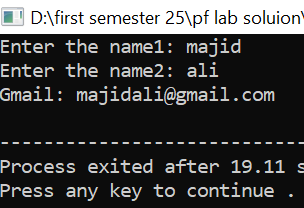 D:\first semester 25\pf lab soluion\
Enter the name1: majid
Enter the name2: ali
Gmail: majidali@gmail.com
--------------------------------
Process exited after 19.11 s
Press any key to continue .